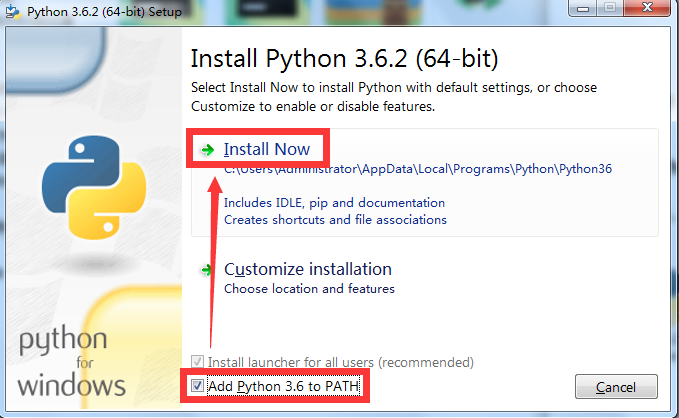 Python 3.6.2 (64-bit) Setup
Install Python 3.6.2 (64-bit)
Select Install Now to install Python with default settings, or choose
Customize to enable or disable features.
Install Now
C:\Users\Administrator\AppData\Local\Programs\Python\Python36
Includes IDLE, pip and documentation
Creates shortcuts and file associations
Customize installation
Choose location and features
Install launcher for all users (recommended)
Add Python 3.6 to PATH
Cancel
python
for
windows